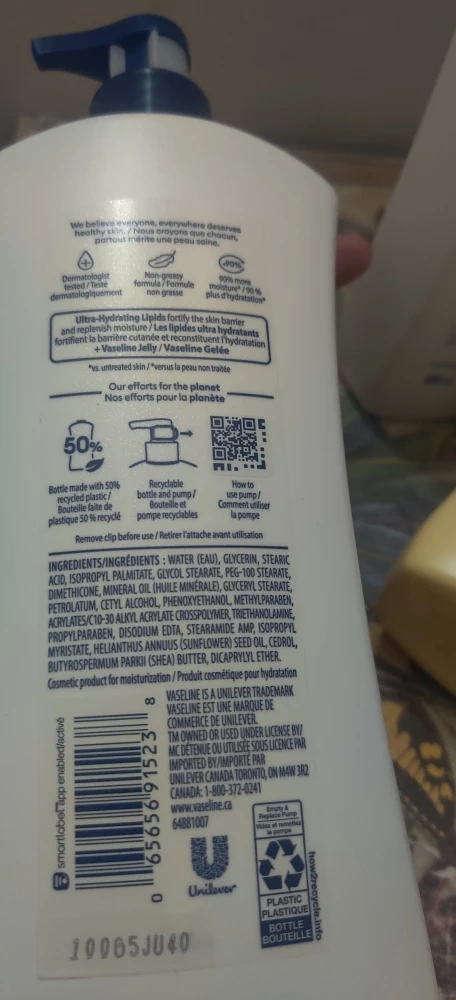 We believe everyone, everywhere deserves
healthy skin. / Nous croyons que chacun,
partout mérite une peau saine.
Dermatologist
tested / Testé
dermatologiquement
Non-greasy
formula / Formule
non grasse
90%
90% more
moisture* / 90 %
plus d'hydratation*
Ultra-Hydrating Lipids fortify the skin barrier
and replenish moisture / Les lipides ultra hydratants
fortifient la barrière cutanée et reconstituent l'hydratation
+ Vaseline Jelly / Vaseline Gelée
*vs. untreated skin / *versus la peau non traitée
Our efforts for the planet
Nos efforts pour la planète
50%
Bottle made with 50%
recycled plastic /
Bouteille faite de
plastique 50 % recyclé
Recyclable
bottle and pump /
Bouteille et
pompe recyclables
How to
use pump /
Comment utiliser
la pompe
Remove clip before use / Retirer l'attache avant utilisation
INGREDIENTS/INGRÉDIENTS : WATER (EAU), GLYCERIN, STEARIC
ACID, ISOPROPYL PALMITATE, GLYCOL STEARATE, PEG-100 STEARATE,
DIMETHICONE, MINERAL OIL (HUILE MINÉRALE), GLYCERYL STEARATE,
PETROLATUM, CETYL ALCOHOL, PHENOXYETHANOL, METHYLPARABEN,
ACRYLATES/C10-30 ALKYL ACRYLATE CROSSPOLYMER, TRIETHANOLAMINE,
PROPYLPARABEN, DISODIUM EDTA, STEARAMIDE AMP, ISOPROPYL
MYRISTATE, HELIANTHUS ANNUUS (SUNFLOWER) SEED OIL, CEDROL,
BUTYROSPERMUM PARKII (SHEA) BUTTER, DICAPRYLYL ETHER.
Cosmetic product for moisturization / Produit cosmétique pour hydratation
smartlabel app enabled/activé
0 65656 91523 8
VASELINE IS A UNILEVER TRADEMARK
VASELINE EST UNE MARQUE DE
COMMERCE DE UNILEVER.
TM OWNED OR USED UNDER LICENSE BY/
MC DÉTENUE OU UTILISÉE SOUS LICENCE PAR
IMPORTED BY/IMPORTÉ PAR
UNILEVER CANADA TORONTO, ON M4W 3R2
CANADA: 1-800-372-0241
www.vaseline.ca
64881007
Unilever
Empty &
Replace Pump
Videz et remettez
la pompe
PLASTIC
PLASTIQUE
BOTTLE
BOUTEILLE
how2recycle.info
10065JU40